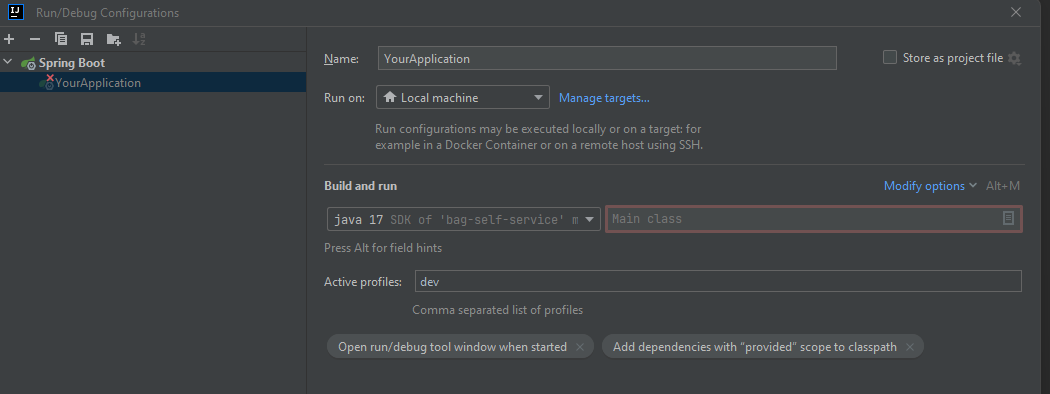 IJ Run/Debug Configurations
Spring Boot
YourApplication
Name: YourApplication
Store as project file
Run on: Local machine Manage targets...
Run configurations may be executed locally or on a target: for
example in a Docker Container or on a remote host using SSH.
Build and run
Modify options Alt+M
java 17 SDK of 'bag-self-service' m
Main class
Press Alt for field hints
Active profiles: dev
Comma separated list of profiles
Open run/debug tool window when started
Add dependencies with “provided” scope to classpath